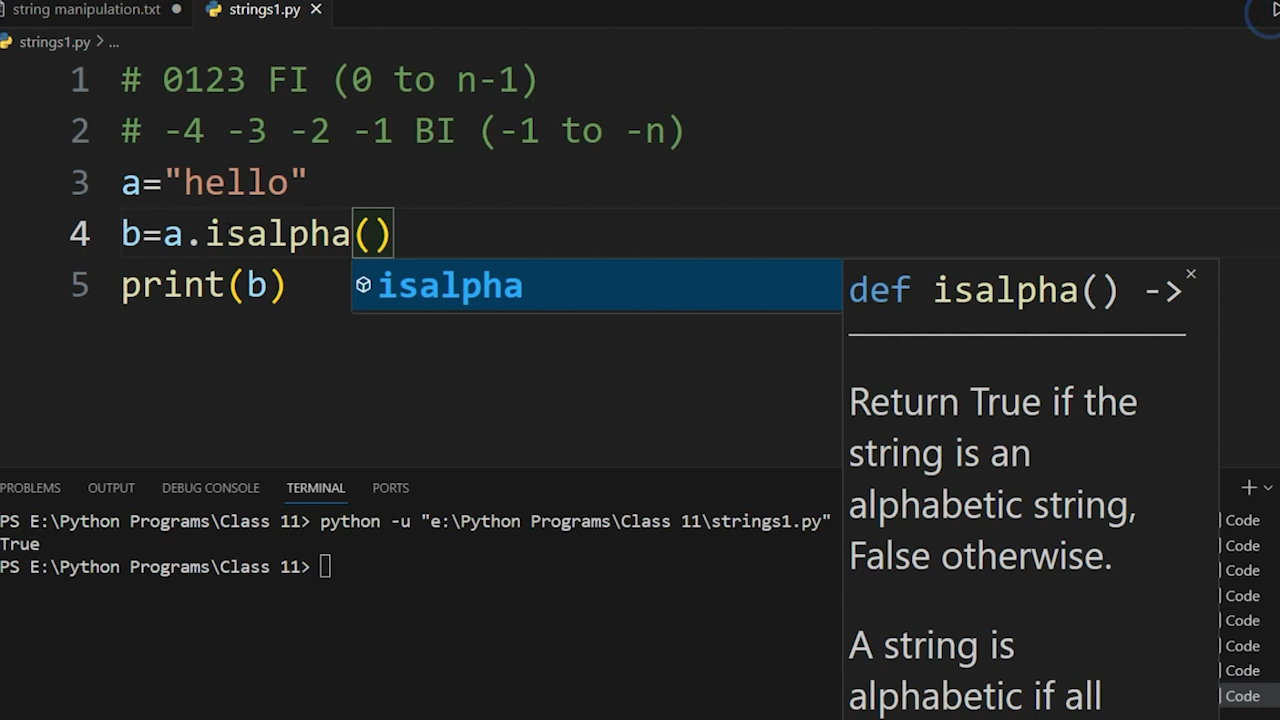 string manipulation.txt
strings1.py
strings1.py > ...
1 # 0123 FI (0 to n-1)
2 # -4 -3 -2 -1 BI (-1 to -n)
3 a="hello"
4 b=a.isalpha()
5 print(b)
isalpha
def isalpha() ->
Return True if the
string is an
alphabetic string,
False otherwise.
A string is
alphabetic if all
PROBLEMS OUTPUT DEBUG CONSOLE TERMINAL PORTS
PS E:\Python Programs\Class 11> python -u "e:\Python Programs\Class 11\strings1.py"
True
PS E:\Python Programs\Class 11>
Code
Code
Code
Code
Code
Code
Code
Code